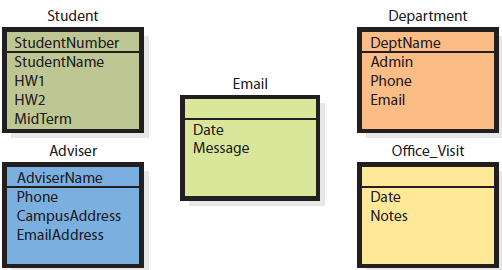 Student
StudentNumber
StudentName
HW1
HW2
MidTerm
Adviser
AdviserName
Phone
CampusAddress
EmailAddress
Email
Date
Message
Department
DeptName
Admin
Phone
Email
Office_Visit
Date
Notes